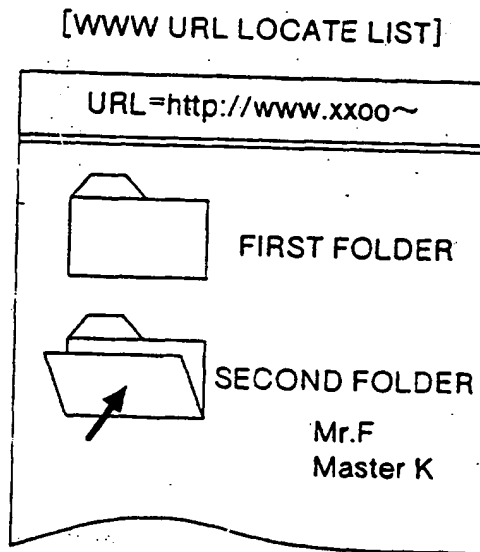 [WWW URL LOCATE LIST]
URL=http://www.xxoo~
FIRST FOLDER
SECOND FOLDER
Mr.F
Master K